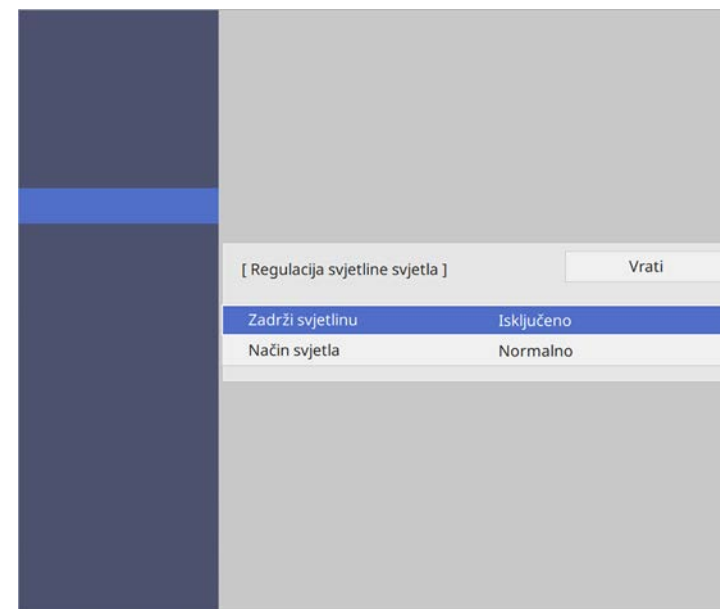 [ Regulacija svjetline svjetla ] Vrati
Zadrži svjetlinu Isključeno
Način svjetla Normalno